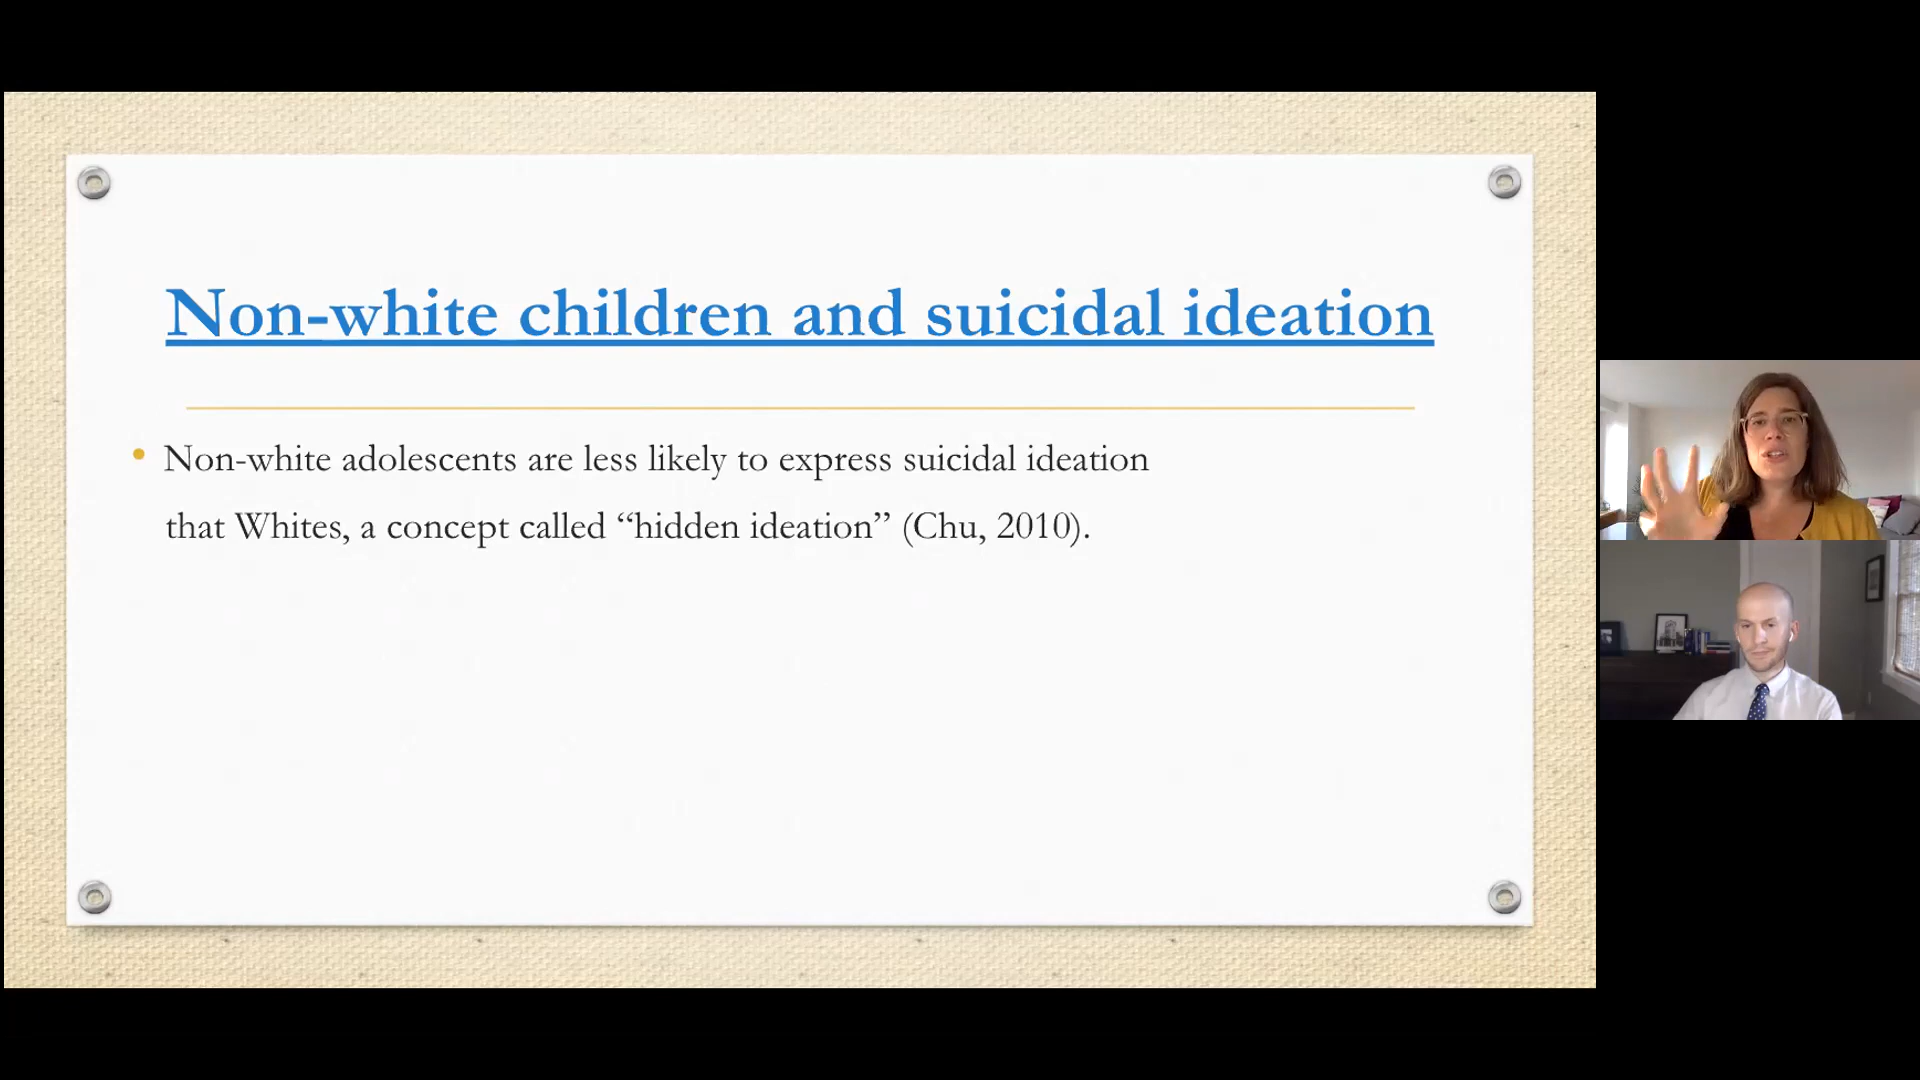 Non-white children and suicidal ideation
• Non-white adolescents are less likely to express suicidal ideation
that Whites, a concept called “hidden ideation” (Chu, 2010).